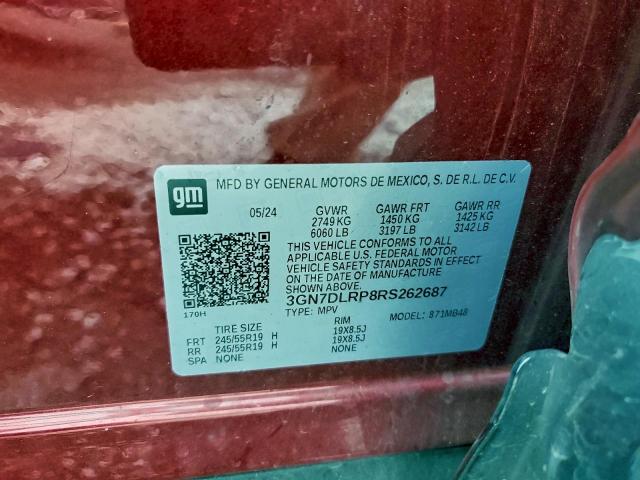 gm MFD BY GENERAL MOTORS DE MEXICO, S. DE R.L. DE C.V.
05/24 GVWR GAWR FRT GAWR RR
2749 KG 1450 KG 1425 KG
6060 LB 3197 LB 3142 LB
THIS VEHICLE CONFORMS TO ALL
APPLICABLE U.S. FEDERAL MOTOR
VEHICLE SAFETY STANDARDS IN EFFECT
ON THE DATE OF MANUFACTURE
3GN7DLRP8RS262687
170H TYPE: MPV MODEL: 871MB48
TIRE SIZE RIM
FRT 245/55R19 H 19X8.5J
RR 245/55R19 H 19X8.5J
SPA NONE NONE